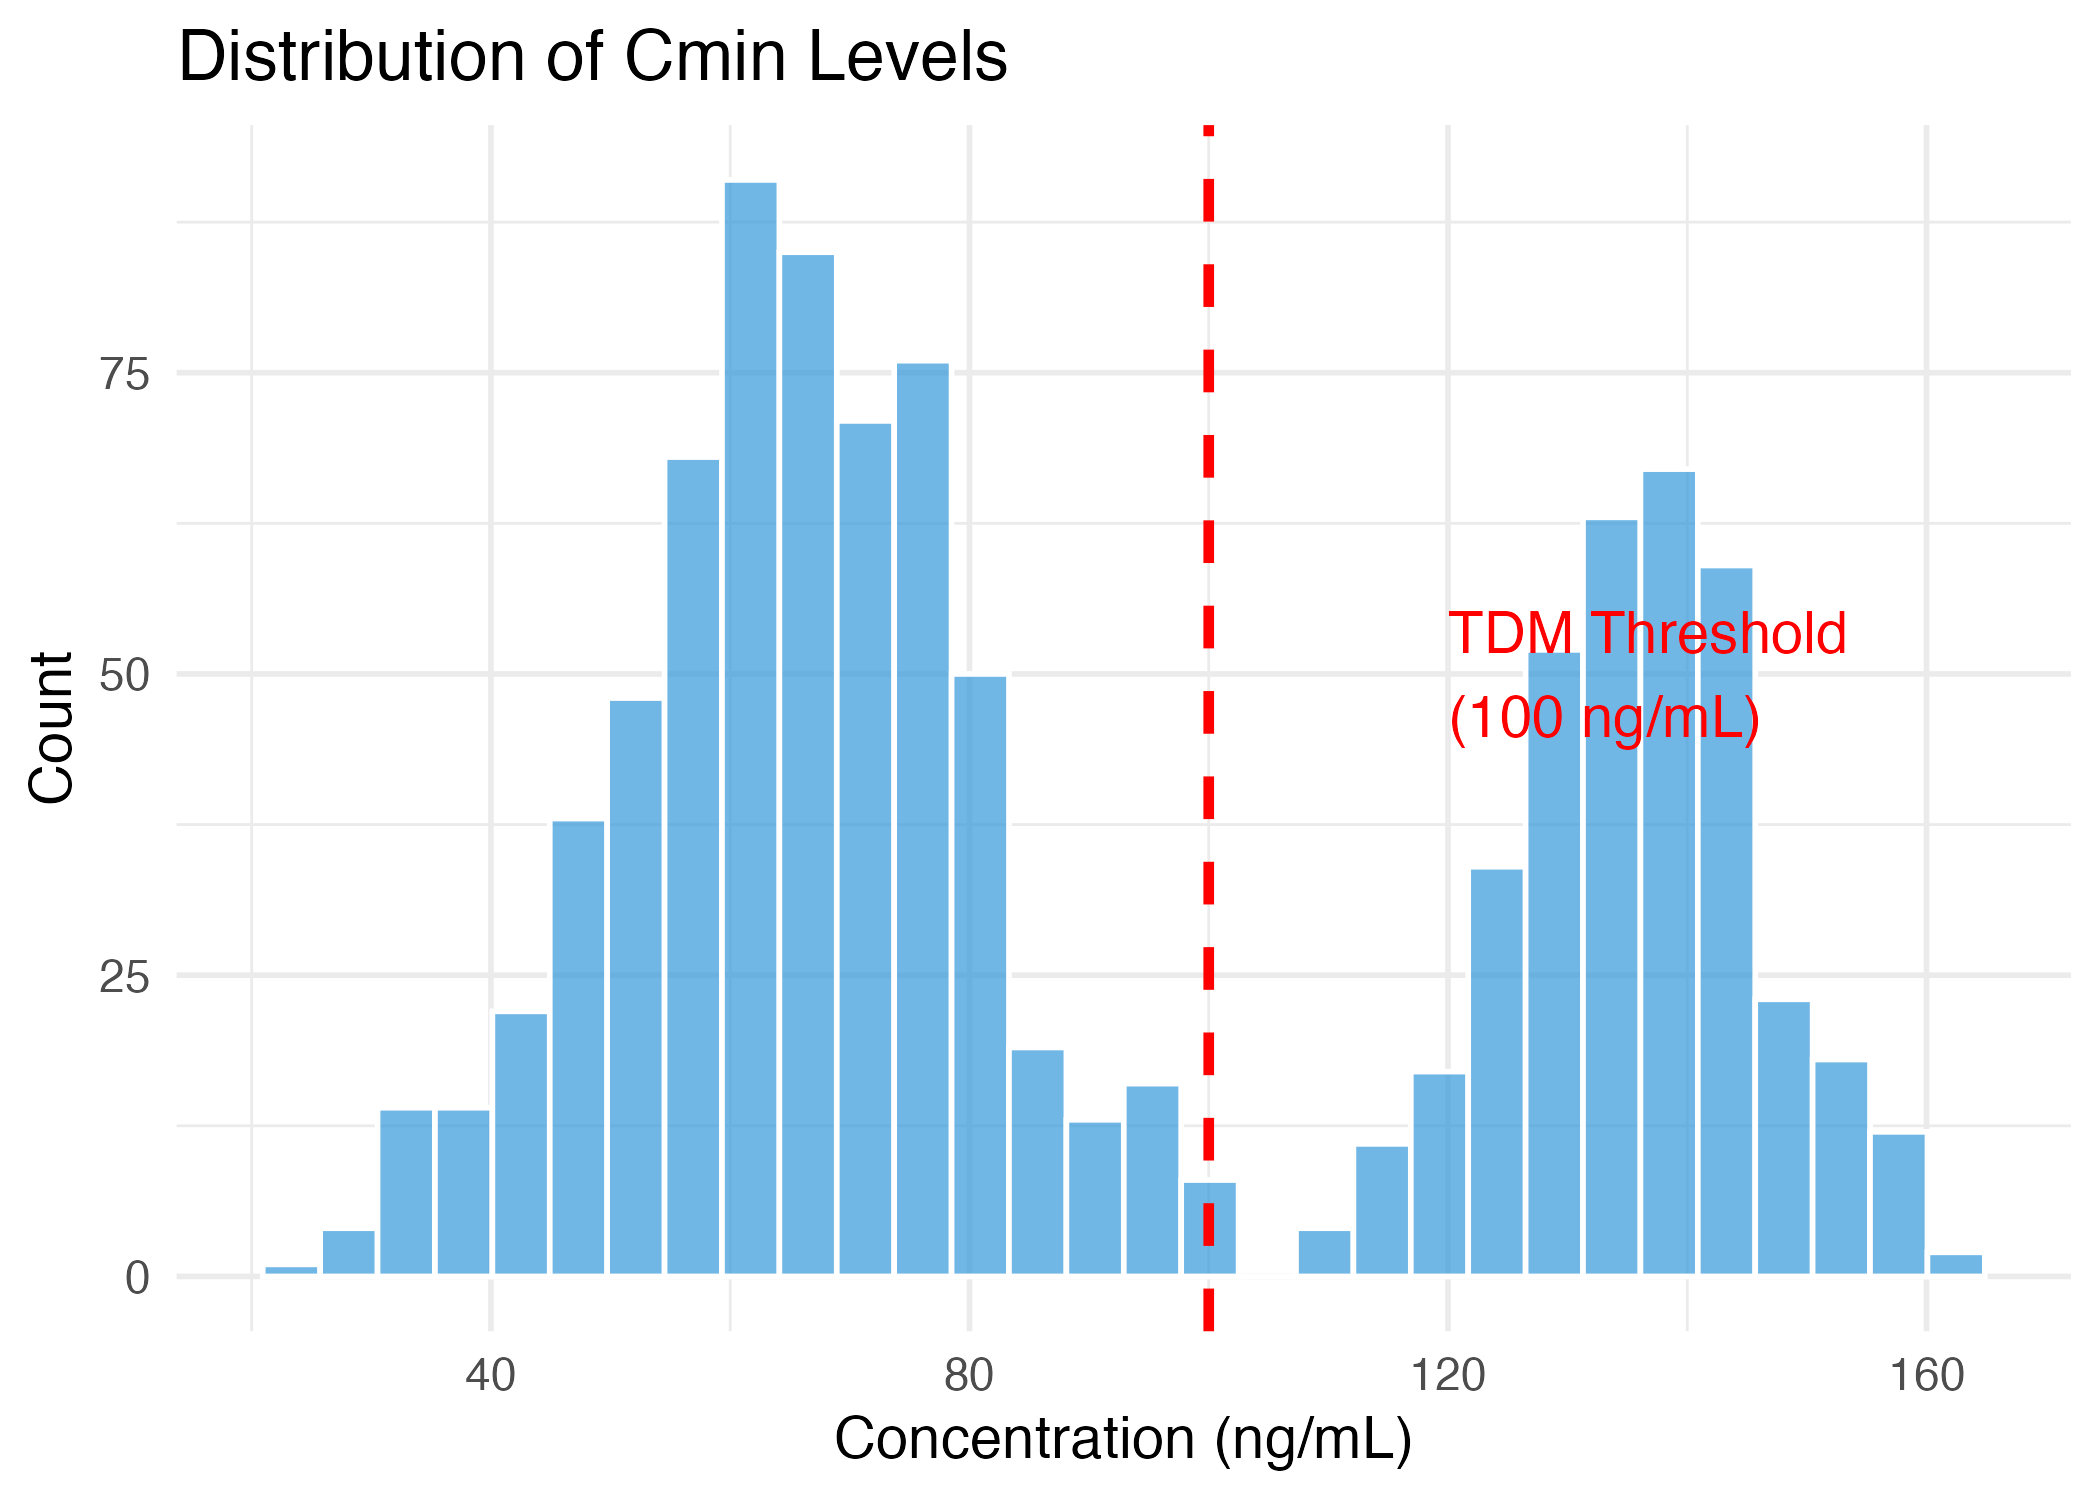 Distribution of Cmin Levels
75
50
25
0
Count
TDM Threshold
(100 ng/mL)
40 80 120 160
Concentration (ng/mL)